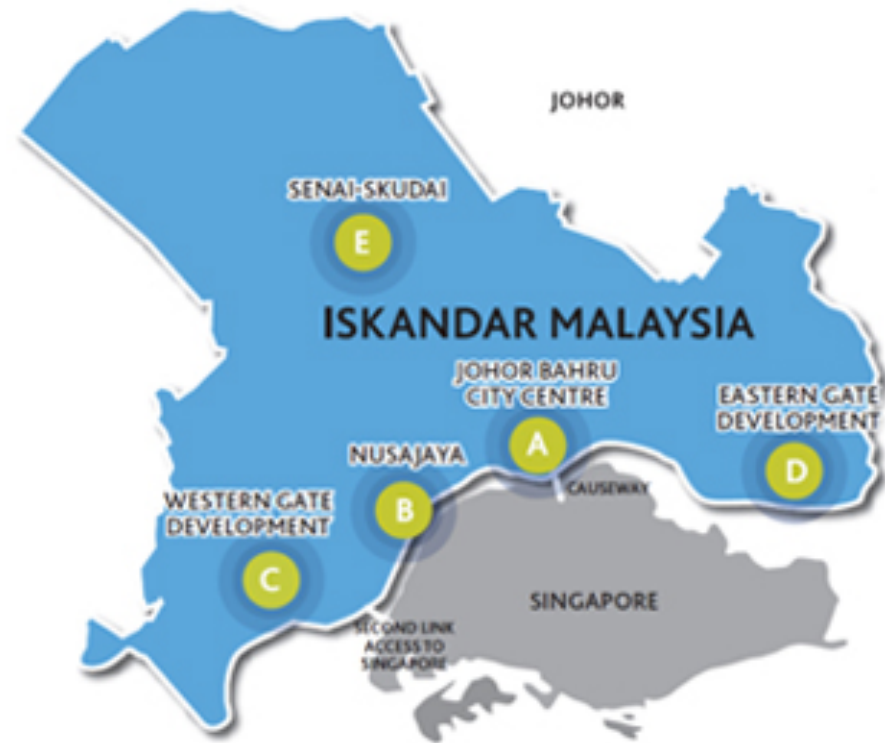 JOHOR
SENAI-SKUDAI
E
ISKANDAR MALAYSIA
JOHOR BAHRU
CITY CENTRE
A
EASTERN GATE
DEVELOPMENT
D
NUSAJAYA
B
CAUSEWAY
WESTERN GATE
DEVELOPMENT
C
SINGAPORE
SECOND LINK
ACCESS TO
SINGAPORE